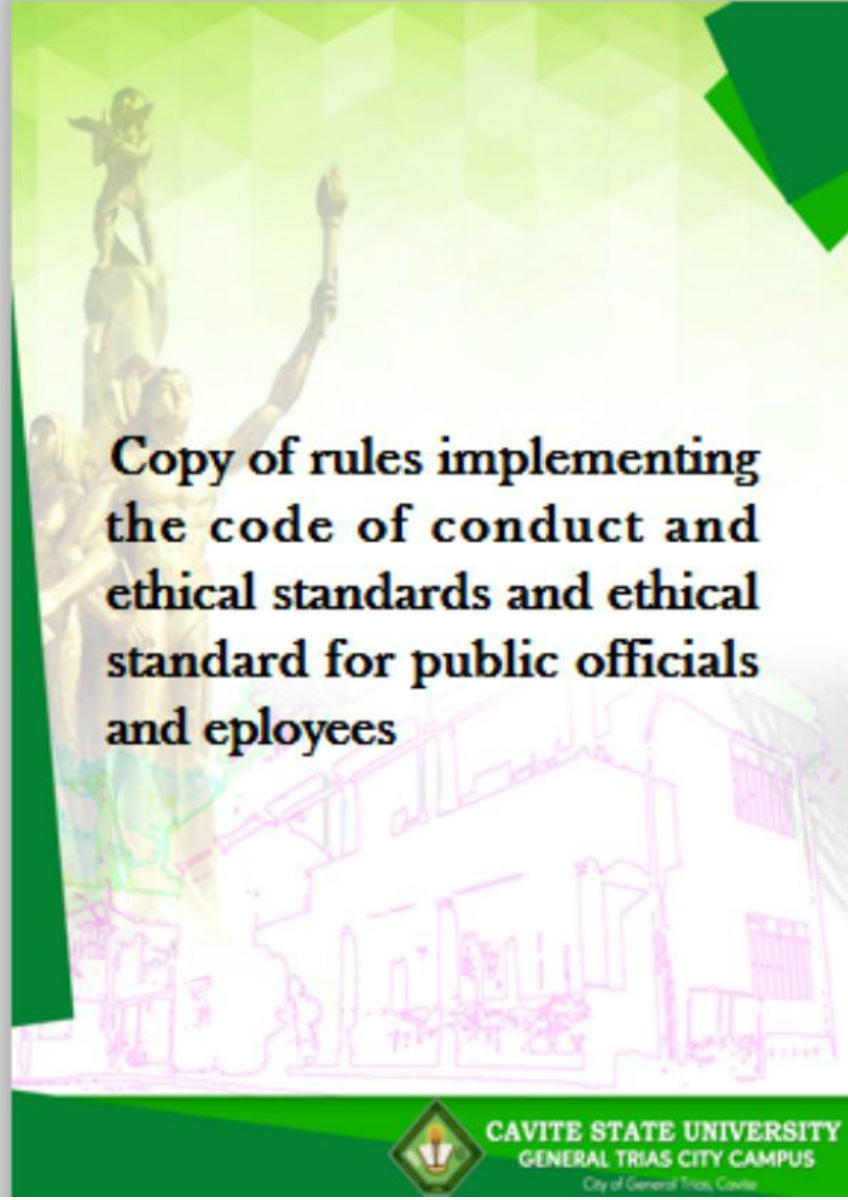 Copy of rules implementing
the code of conduct and
ethical standards and ethical
standard for public officials
and eployees
CAVITE STATE UNIVERSITY
GENERAL TRIAS CITY CAMPUS
City of General Trias, Cavite